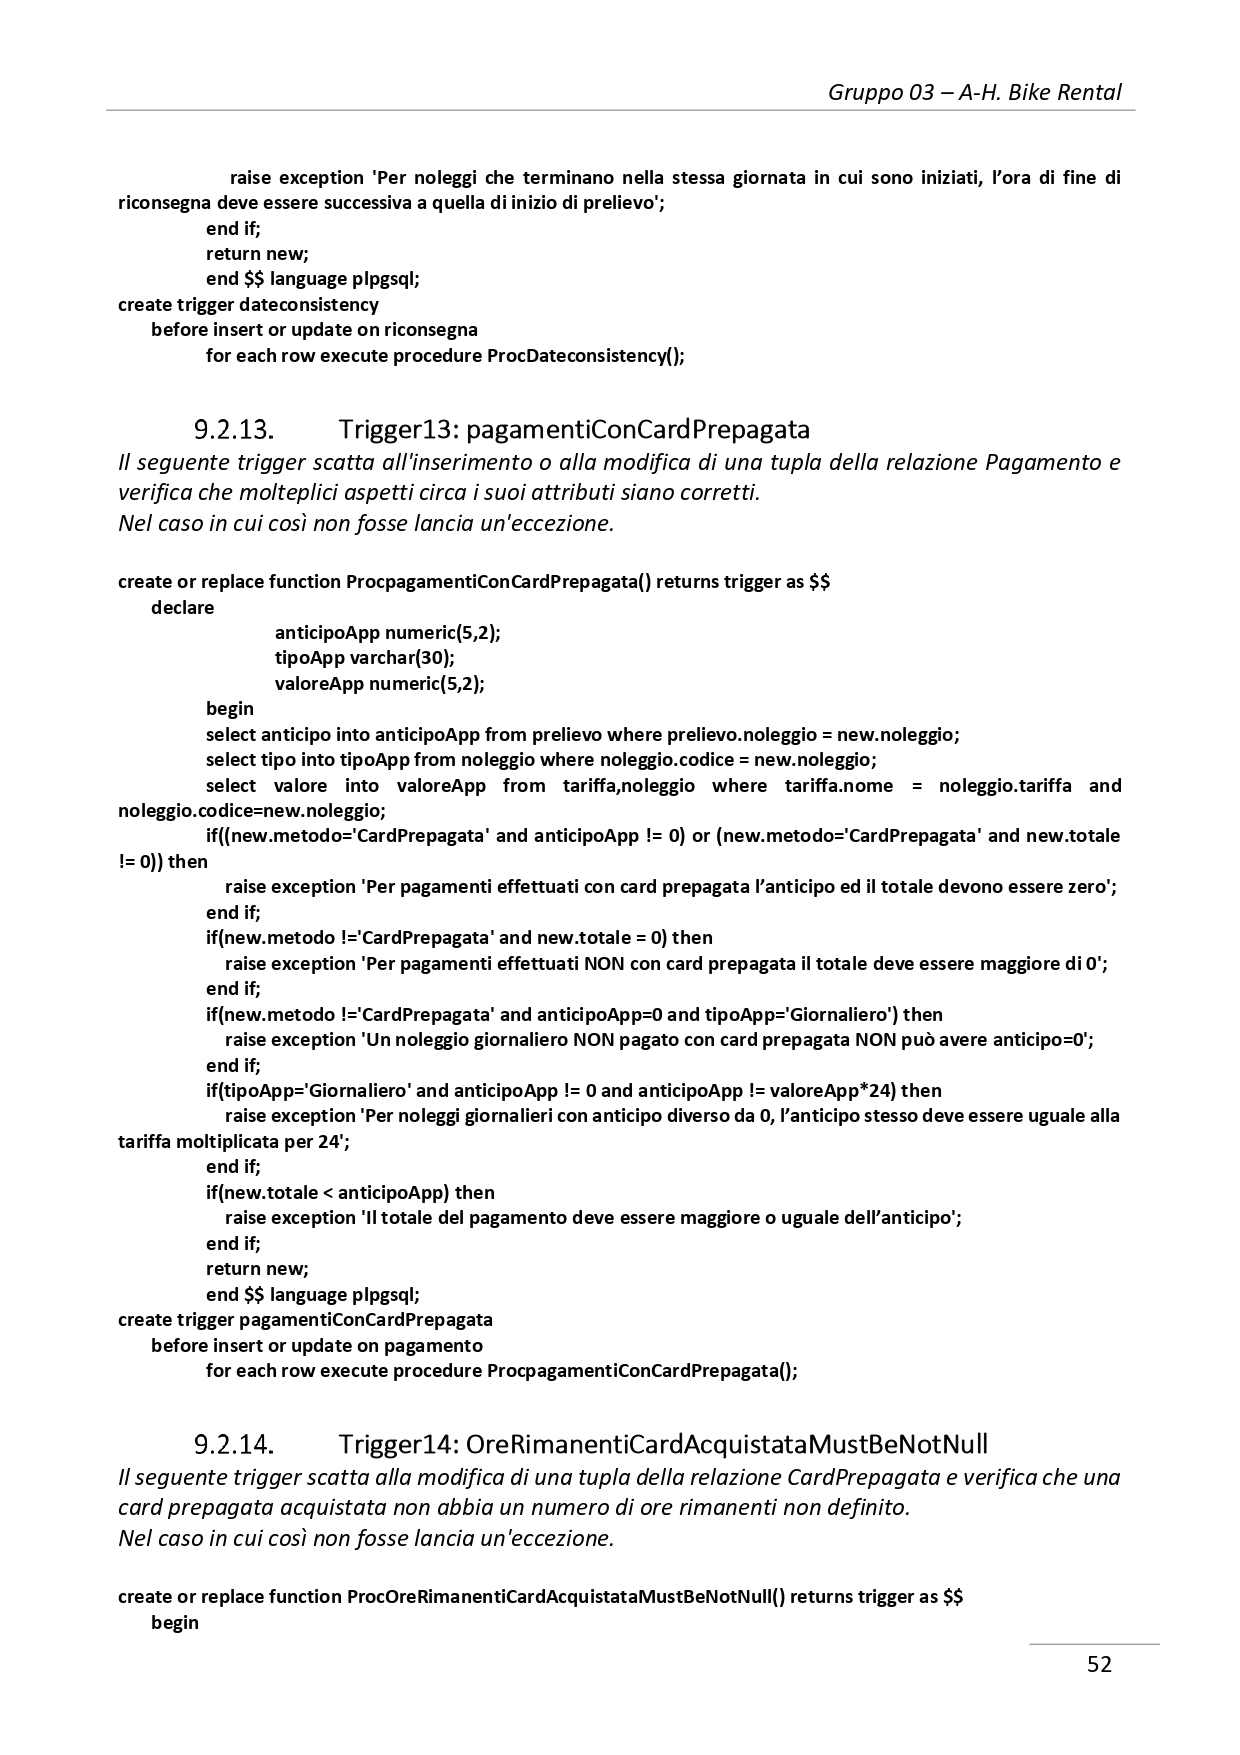 Gruppo 03 – A-H. Bike Rental
raise exception 'Per noleggi che terminano nella stessa giornata in cui sono iniziati, l’ora di fine di
riconsegna deve essere successiva a quella di inizio di prelievo';
end if;
return new;
end $$ language plpgsql;
create trigger dateconsistency
before insert or update on riconsegna
for each row execute procedure ProcDateconsistency();
9.2.13. Trigger13: pagamentiConCardPrepagata
Il seguente trigger scatta all'inserimento o alla modifica di una tupla della relazione Pagamento e
verifica che molteplici aspetti circa i suoi attributi siano corretti.
Nel caso in cui così non fosse lancia un'eccezione.
create or replace function ProcpagamentiConCardPrepagata() returns trigger as $$
declare
anticipoApp numeric(5,2);
tipoApp varchar(30);
valoreApp numeric(5,2);
begin
select anticipo into anticipoApp from prelievo where prelievo.noleggio = new.noleggio;
select tipo into tipoApp from noleggio where noleggio.codice = new.noleggio;
select valore into valoreApp from tariffa,noleggio where tariffa.nome = noleggio.tariffa and
noleggio.codice=new.noleggio;
if((new.metodo='CardPrepagata' and anticipoApp != 0) or (new.metodo='CardPrepagata' and new.totale
!= 0)) then
raise exception 'Per pagamenti effettuati con card prepagata l’anticipo ed il totale devono essere zero';
end if;
if(new.metodo !='CardPrepagata' and new.totale = 0) then
raise exception 'Per pagamenti effettuati NON con card prepagata il totale deve essere maggiore di 0';
end if;
if(new.metodo !='CardPrepagata' and anticipoApp=0 and tipoApp='Giornaliero') then
raise exception 'Un noleggio giornaliero NON pagato con card prepagata NON può avere anticipo=0';
end if;
if(tipoApp='Giornaliero' and anticipoApp != 0 and anticipoApp != valoreApp*24) then
raise exception 'Per noleggi giornalieri con anticipo diverso da 0, l’anticipo stesso deve essere uguale alla
tariffa moltiplicata per 24';
end if;
if(new.totale < anticipoApp) then
raise exception 'Il totale del pagamento deve essere maggiore o uguale dell’anticipo';
end if;
return new;
end $$ language plpgsql;
create trigger pagamentiConCardPrepagata
before insert or update on pagamento
for each row execute procedure ProcpagamentiConCardPrepagata();
9.2.14. Trigger14: OreRimanentiCardAcquistataMustBeNotNull
Il seguente trigger scatta alla modifica di una tupla della relazione CardPrepagata e verifica che una
card prepagata acquistata non abbia un numero di ore rimanenti non definito.
Nel caso in cui così non fosse lancia un'eccezione.
create or replace function ProcOreRimanentiCardAcquistataMustBeNotNull() returns trigger as $$
begin
52